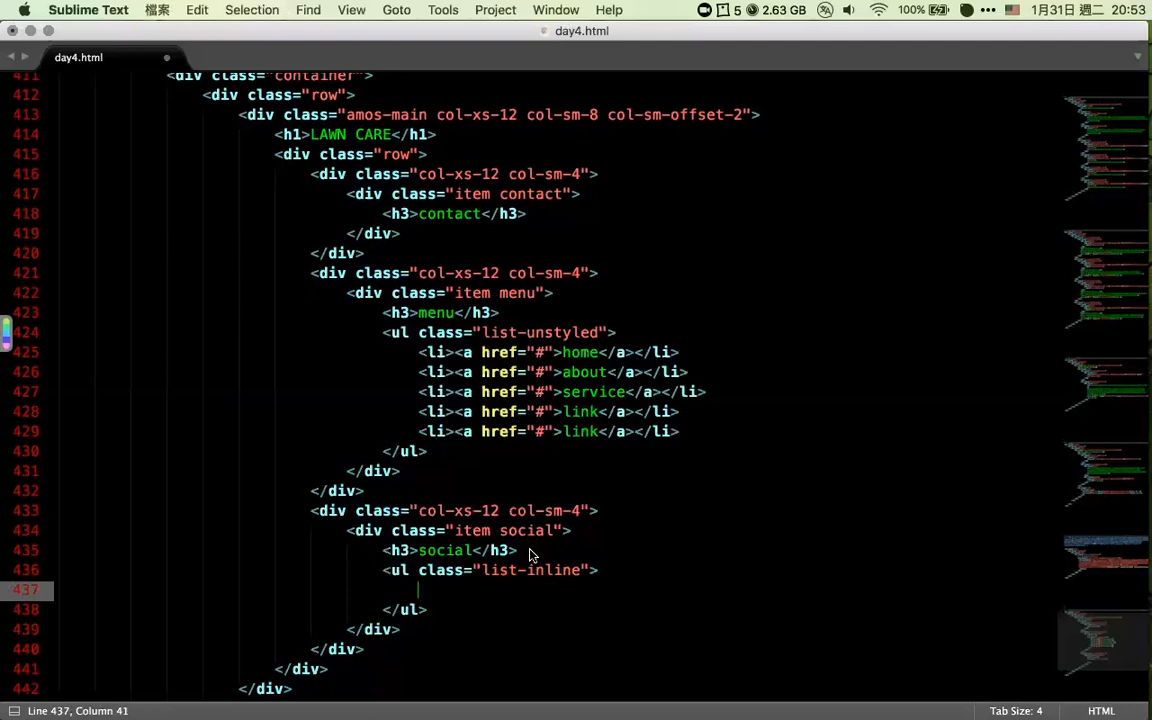 Sublime Text 檔案 Edit Selection Find View Goto Tools Project Window Help 5 2.63 GB 100% 1月31日 週二 20:53
day4.html
day4.html
411 <div class="container">
412 <div class="row">
413 <div class="amos-main col-xs-12 col-sm-8 col-sm-offset-2">
414 <h1>LAWN CARE</h1>
415 <div class="row">
416 <div class="col-xs-12 col-sm-4">
417 <div class="item contact">
418 <h3>contact</h3>
419 </div>
420 </div>
421 <div class="col-xs-12 col-sm-4">
422 <div class="item menu">
423 <h3>menu</h3>
424 <ul class="list-unstyled">
425 <li><a href="#">home</a></li>
426 <li><a href="#">about</a></li>
427 <li><a href="#">service</a></li>
428 <li><a href="#">link</a></li>
429 <li><a href="#">link</a></li>
430 </ul>
431 </div>
432 </div>
433 <div class="col-xs-12 col-sm-4">
434 <div class="item social">
435 <h3>social</h3>
436 <ul class="list-inline">
437
438 </ul>
439 </div>
440 </div>
441 </div>
442 </div>
Line 437, Column 41 Tab Size: 4 HTML